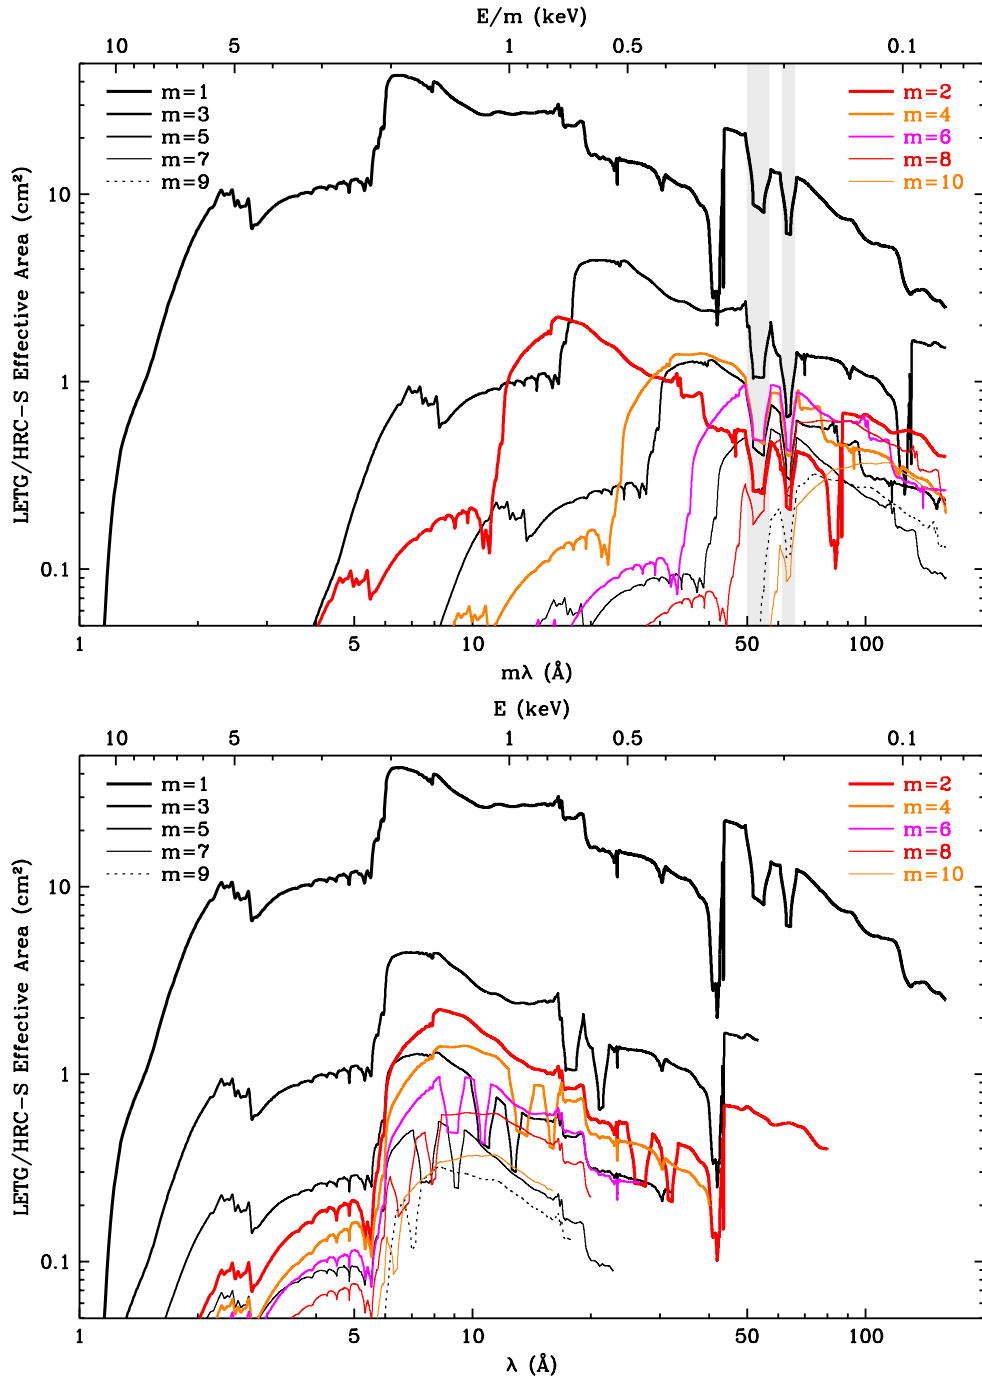 E/m (keV)
10 5 1 0.5 0.1
LETG/HRC-S Effective Area (cm²)
10
1
0.1
m=1
m=3
m=5
m=7
m=9
m=2
m=4
m=6
m=8
m=10
1 5 10 50 100
mλ (Å)
E (keV)
10 5 1 0.5 0.1
LETG/HRC-S Effective Area (cm²)
10
1
0.1
m=1
m=3
m=5
m=7
m=9
m=2
m=4
m=6
m=8
m=10
1 5 10 50 100
λ (Å)